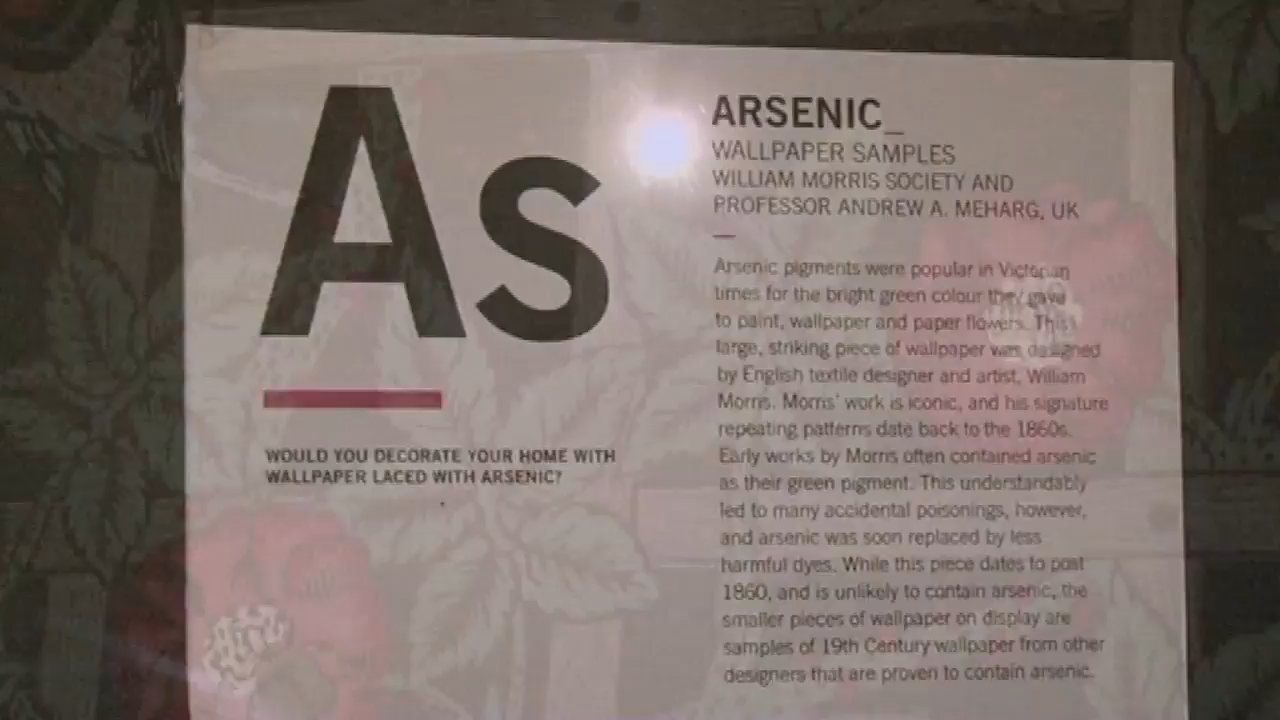 As
WOULD YOU DECORATE YOUR HOME WITH
WALLPAPER LACED WITH ARSENIC?
ARSENIC_
WALLPAPER SAMPLES
WILLIAM MORRIS SOCIETY AND
PROFESSOR ANDREW A. MEHARG, UK
—
Arsenic pigments were popular in Victorian
times for the bright green colour they gave
to paint, wallpaper and paper flowers. This
large, striking piece of wallpaper was designed
by English textile designer and artist, William
Morris. Morris' work is iconic, and his signature
repeating patterns date back to the 1860s.
Early works by Morris often contained arsenic
as their green pigment. This understandably
led to many accidental poisonings, however,
and arsenic was soon replaced by less
harmful dyes. While this piece dates to post
1860, and is unlikely to contain arsenic, the
smaller pieces of wallpaper on display are
samples of 19th Century wallpaper from other
designers that are proven to contain arsenic.